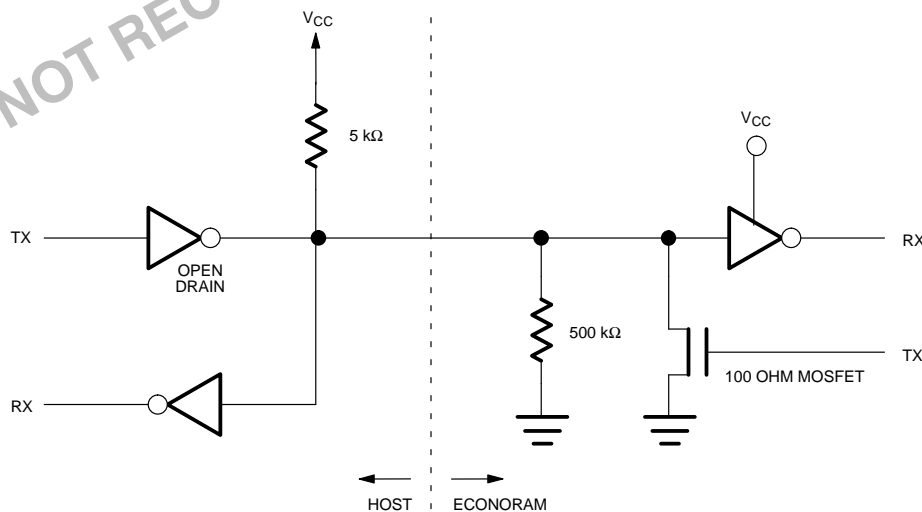 NOT REC
VCC
5 kΩ
VCC
TX
OPEN
DRAIN
RX
500 kΩ
TX
100 OHM MOSFET
RX
HOST
ECONORAM